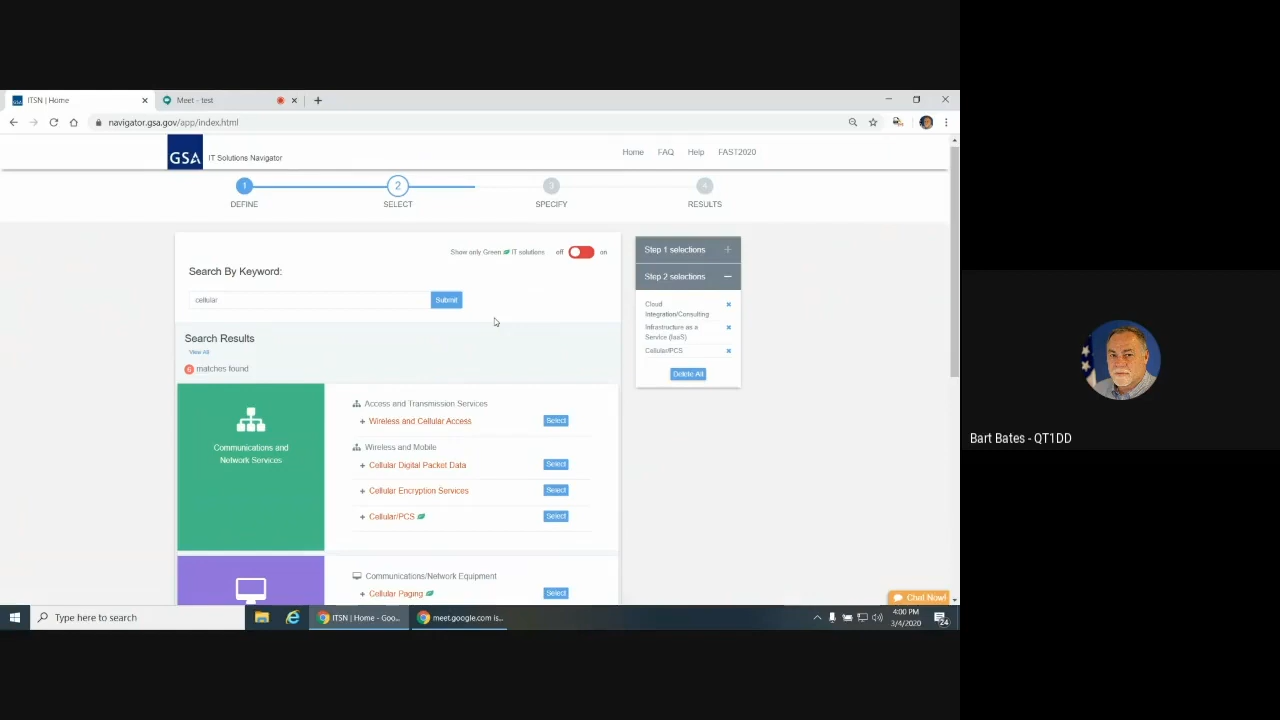 ITSN | Home
Meet - test
navigator.gsa.gov/app/index.html
GSA
IT Solutions Navigator
Home
FAQ
Help
FAST2020
1
2
3
4
DEFINE
SELECT
SPECIFY
RESULTS
Show only Green IT solutions
off
on
Search By Keyword:
cellular
Submit
Search Results
View All
6 matches found
Communications and
Network Services
Access and Transmission Services
+ Wireless and Cellular Access
Select
Wireless and Mobile
+ Cellular Digital Packet Data
Select
+ Cellular Encryption Services
Select
+ Cellular/PCS
Select
Communications/Network Equipment
+ Cellular Paging
Select
Step 1 selections +
Step 2 selections −
Cloud
Integration/Consulting
Infrastructure as a
Service (IaaS)
Cellular/PCS
Delete All
Chat Now!
Bart Bates - QT1DD
Type here to search
ITSN | Home - Goo...
meet.google.com is...
4:00 PM
3/4/2020
24